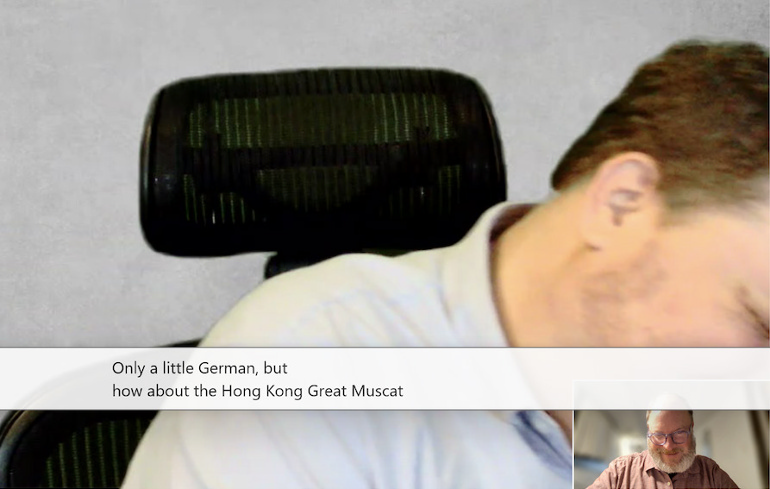 Only a little German, but
how about the Hong Kong Great Muscat